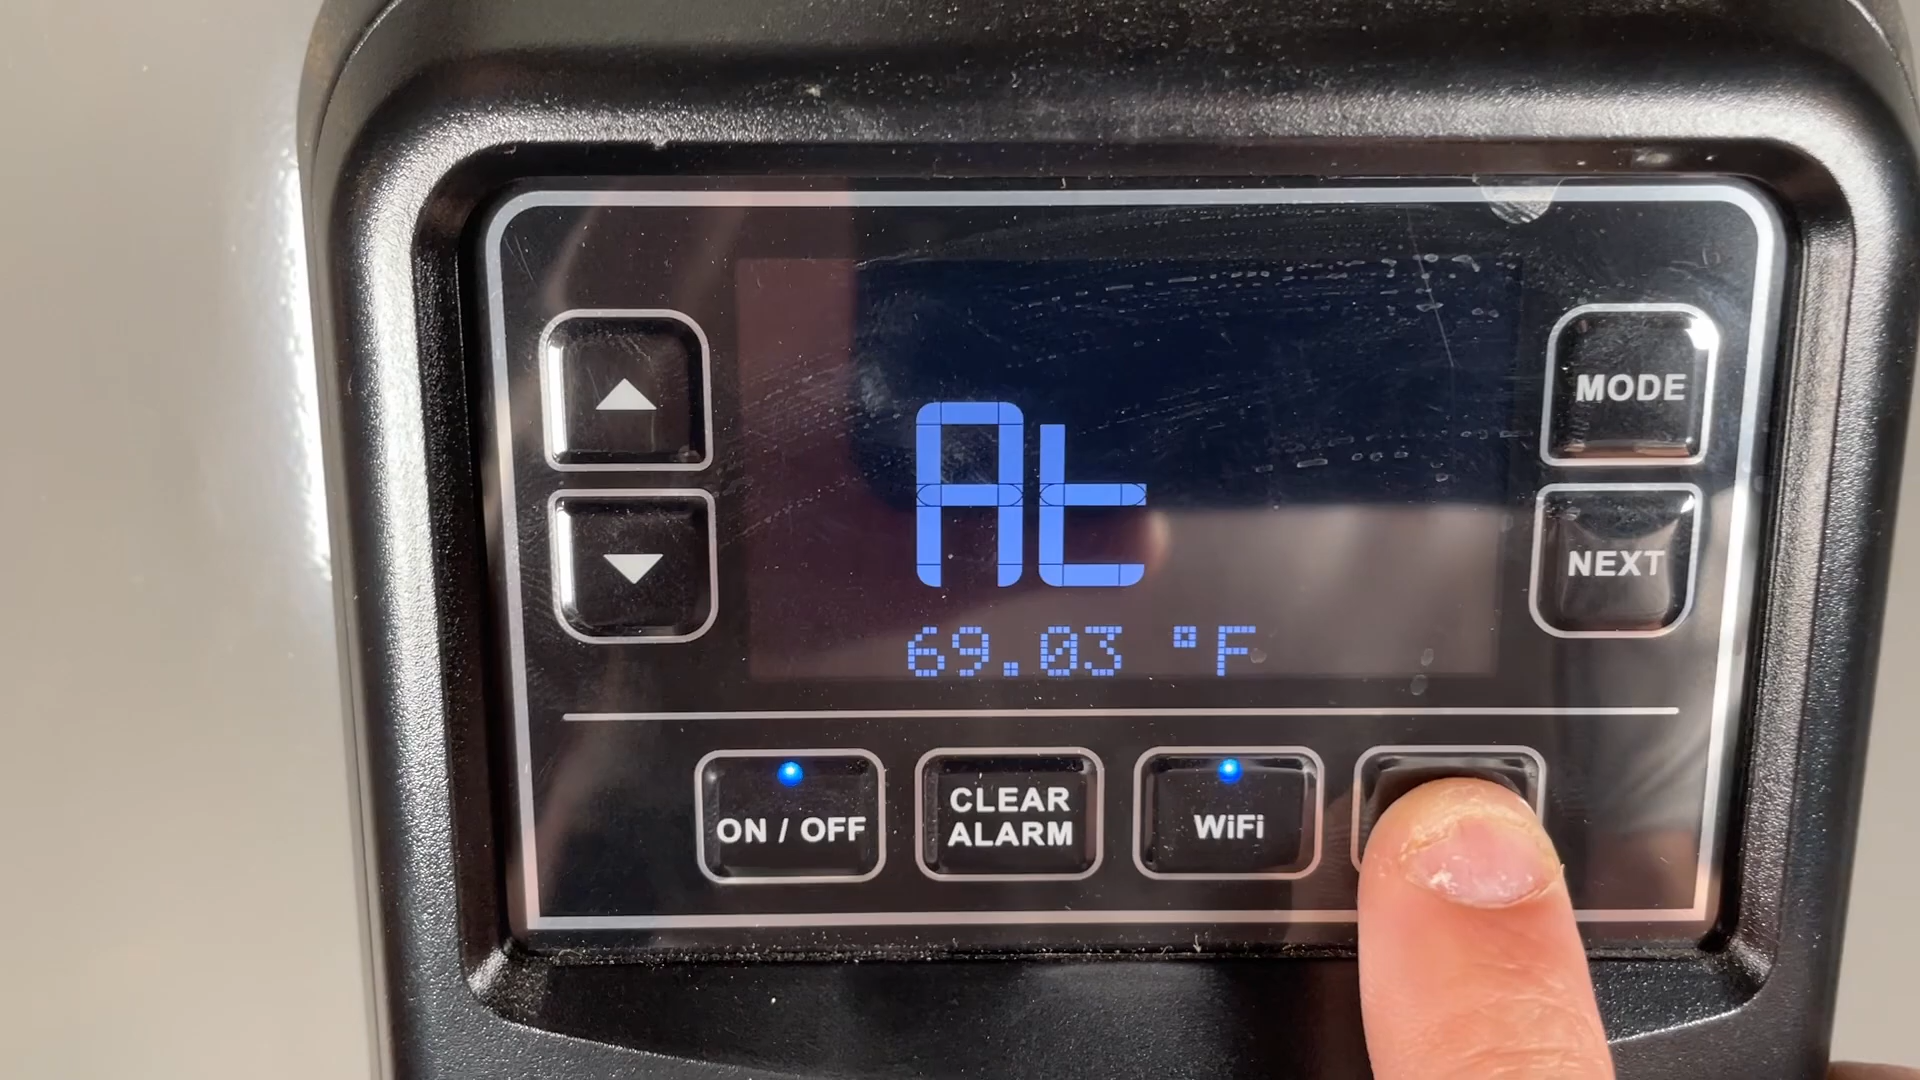 At
69.03 °F
MODE
NEXT
ON / OFF
CLEAR
ALARM
WiFi